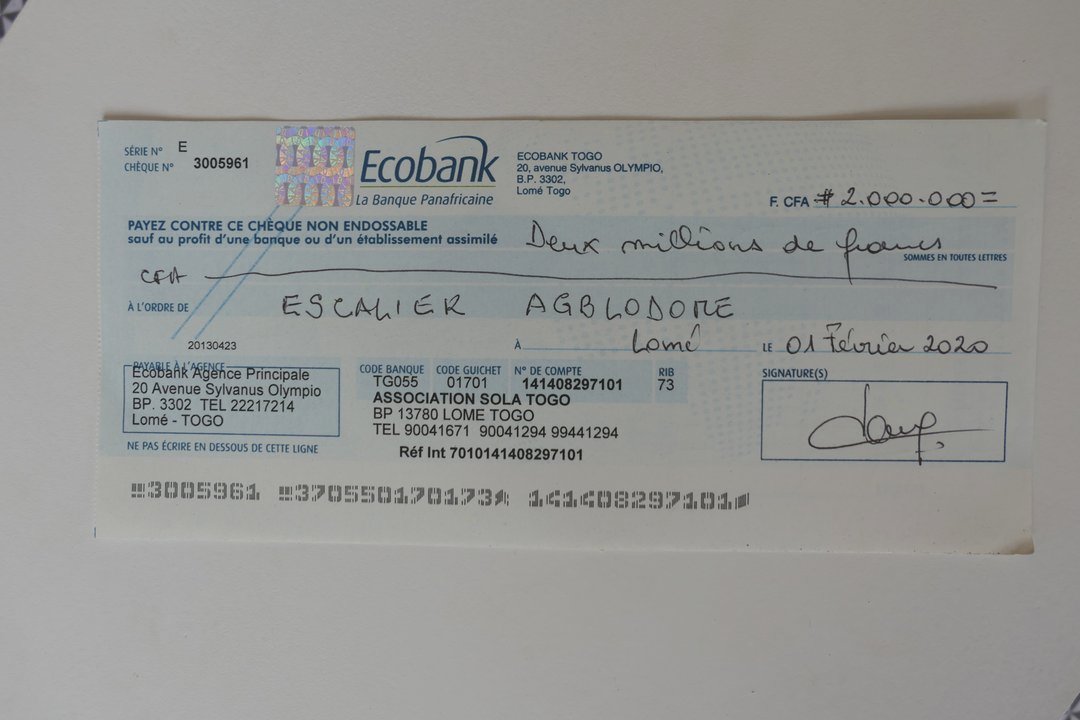 SÉRIE N° E
CHÈQUE N° 3005961
Ecobank
La Banque Panafricaine
ECOBANK TOGO
20, avenue Sylvanus OLYMPIO,
B.P. 3302,
Lomé Togo
F. CFA # 2.000.000 =
PAYEZ CONTRE CE CHÈQUE NON ENDOSSABLE
sauf au profit d'une banque ou d'un établissement assimilé
Deux millions de francs
SOMMES EN TOUTES LETTRES
CFA
À L'ORDRE DE ESCALIER AGBLODOME
20130423
À Lomé LE 01 Février 2020
PAYABLE À L'AGENCE
Ecobank Agence Principale
20 Avenue Sylvanus Olympio
BP. 3302 TEL 22217214
Lomé - TOGO
CODE BANQUE CODE GUICHET N° DE COMPTE RIB
TG055 01701 141408297101 73
ASSOCIATION SOLA TOGO
BP 13780 LOME TOGO
TEL 90041671 90041294 99441294
Réf Int 7010141408297101
SIGNATURE(S)
NE PAS ÉCRIRE EN DESSOUS DE CETTE LIGNE
3005961 370550170173 141408297101